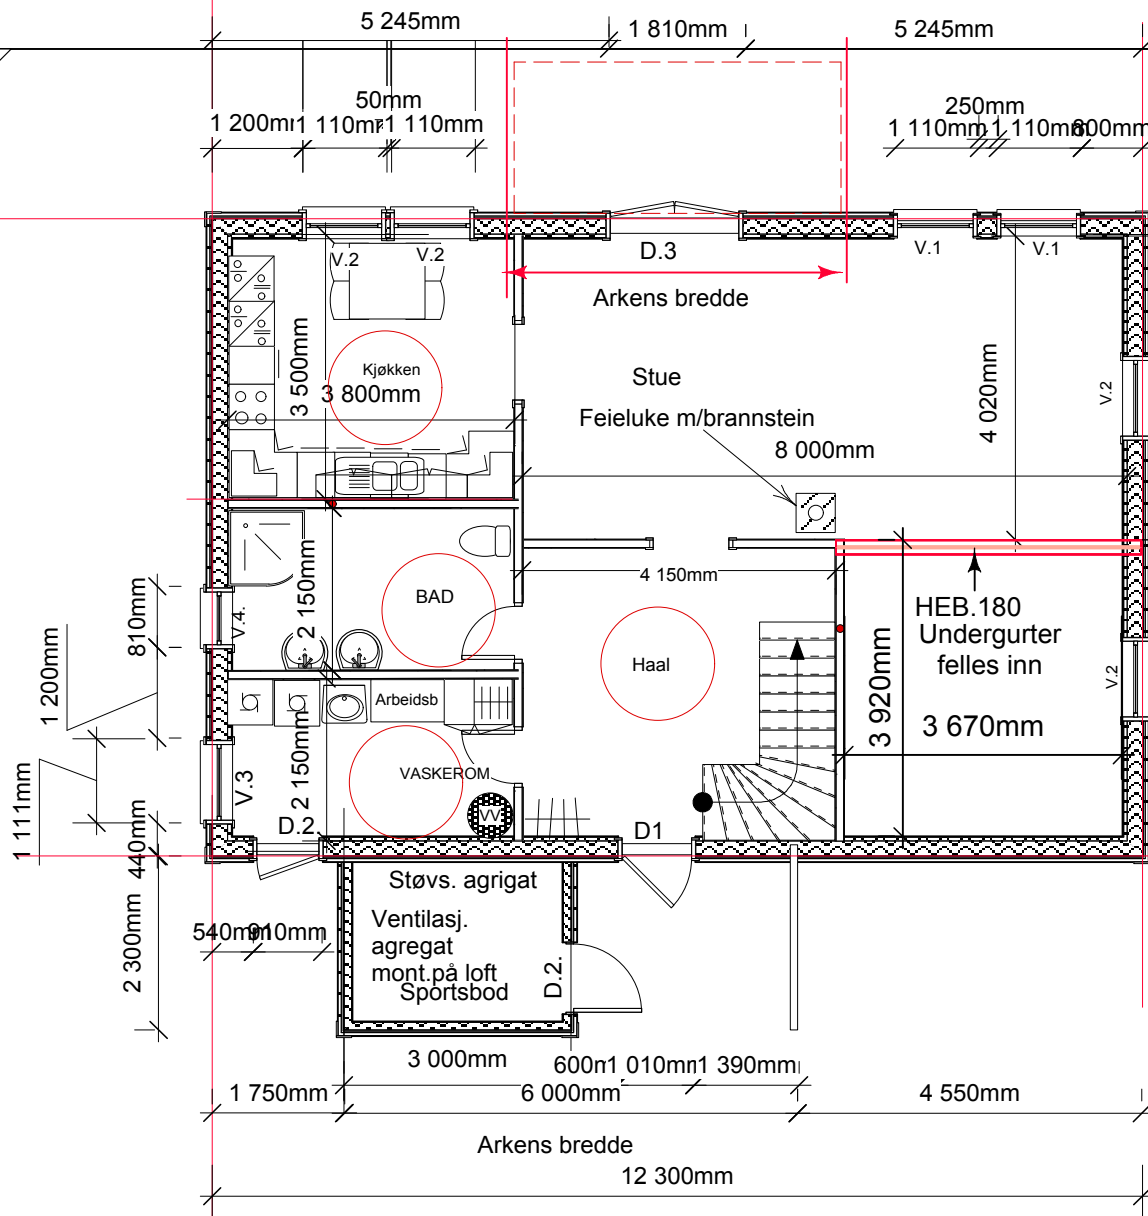 5 245mm
1 810mm
5 245mm
50mm
250mm
1 200mm
1 110mm
1 110mm
1 110mm
1 110mm
800mm
V.2
V.2
D.3
V.1
V.1
Arkens bredde
Kjøkken
3 500mm
3 800mm
Stue
Feieluke m/brannstein
8 000mm
4 020mm
V.2
4 150mm
HEB.180
Undergurter
felles inn
BAD
2 150mm
V.4.
810mm
1 200mm
Haal
3 920mm
3 670mm
V.2
Arbeidsb
2 150mm
VASKEROM
VV
V.3
1 111mm
440mm
D.2
D1
2 300mm
540mm
910mm
Støvs. agrigat
Ventilasj.
agregat
mont.på loft
Sportsbod
D.2.
3 000mm
600m
1 010mm
1 390mm
1 750mm
6 000mm
4 550mm
Arkens bredde
12 300mm